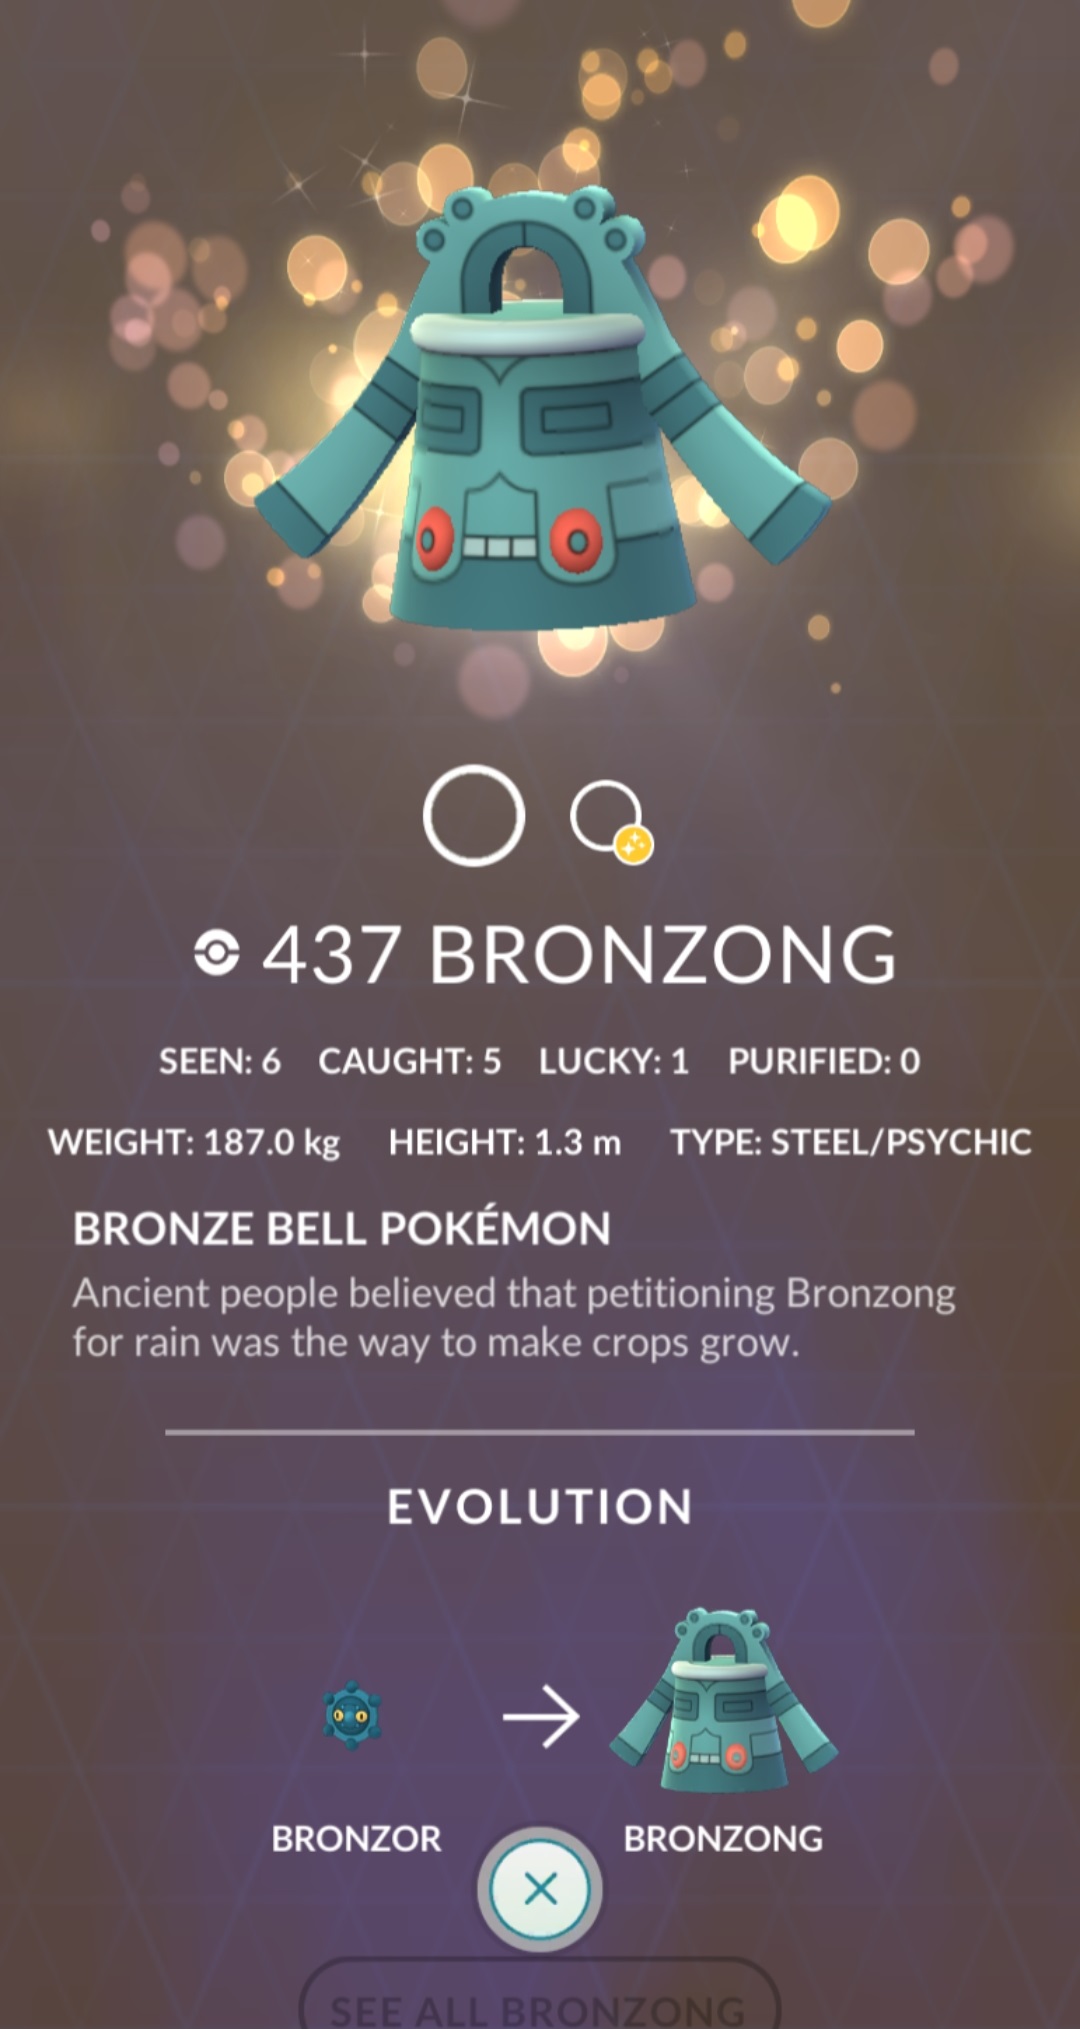 437 BRONZONG
SEEN: 6 CAUGHT: 5 LUCKY: 1 PURIFIED: 0
WEIGHT: 187.0 kg HEIGHT: 1.3 m TYPE: STEEL/PSYCHIC
BRONZE BELL POKÉMON
Ancient people believed that petitioning Bronzong
for rain was the way to make crops grow.
EVOLUTION
BRONZOR BRONZONG
SEE ALL BRONZONG